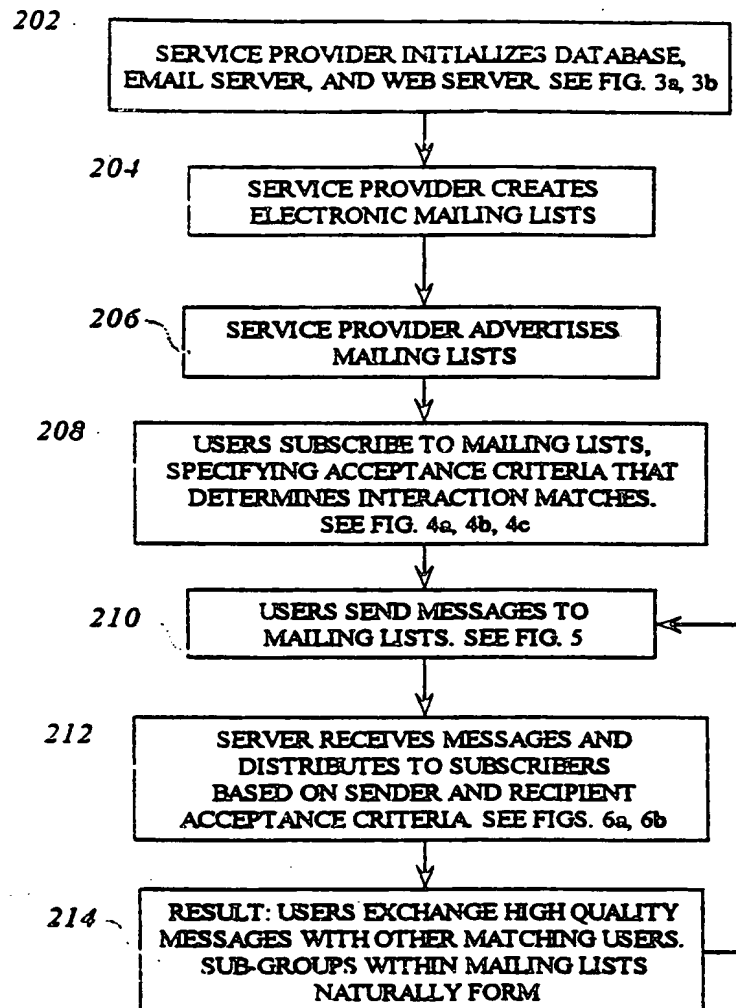 202
SERVICE PROVIDER INITIALIZES DATABASE,
EMAIL SERVER, AND WEB SERVER. SEE FIG. 3a, 3b
204
SERVICE PROVIDER CREATES
ELECTRONIC MAILING LISTS
206
SERVICE PROVIDER ADVERTISES
MAILING LISTS
208
USERS SUBSCRIBE TO MAILING LISTS,
SPECIFYING ACCEPTANCE CRITERIA THAT
DETERMINES INTERACTION MATCHES.
SEE FIG. 4a, 4b, 4c
210
USERS SEND MESSAGES TO
MAILING LISTS. SEE FIG. 5
212
SERVER RECEIVES MESSAGES AND
DISTRIBUTES TO SUBSCRIBERS
BASED ON SENDER AND RECIPIENT
ACCEPTANCE CRITERIA. SEE FIGS. 6a, 6b
214
RESULT: USERS EXCHANGE HIGH QUALITY
MESSAGES WITH OTHER MATCHING USERS.
SUB-GROUPS WITHIN MAILING LISTS
NATURALLY FORM